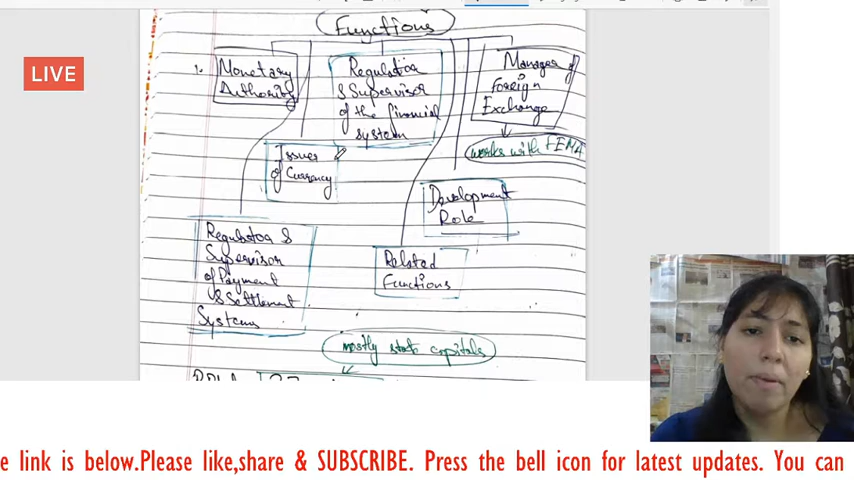 Functions
LIVE
1. Monetary
Authority
Regulator
& Supervisor
of the financial
system
Manager of
Foreign
Exchange
works with FEMA
Issuer
of Currency
Development
Role
Regulator &
Supervisor
of Payment
& Settlement
Systems
Related
Functions
mostly state capitals
e link is below.Please like,share & SUBSCRIBE. Press the bell icon for latest updates. You can